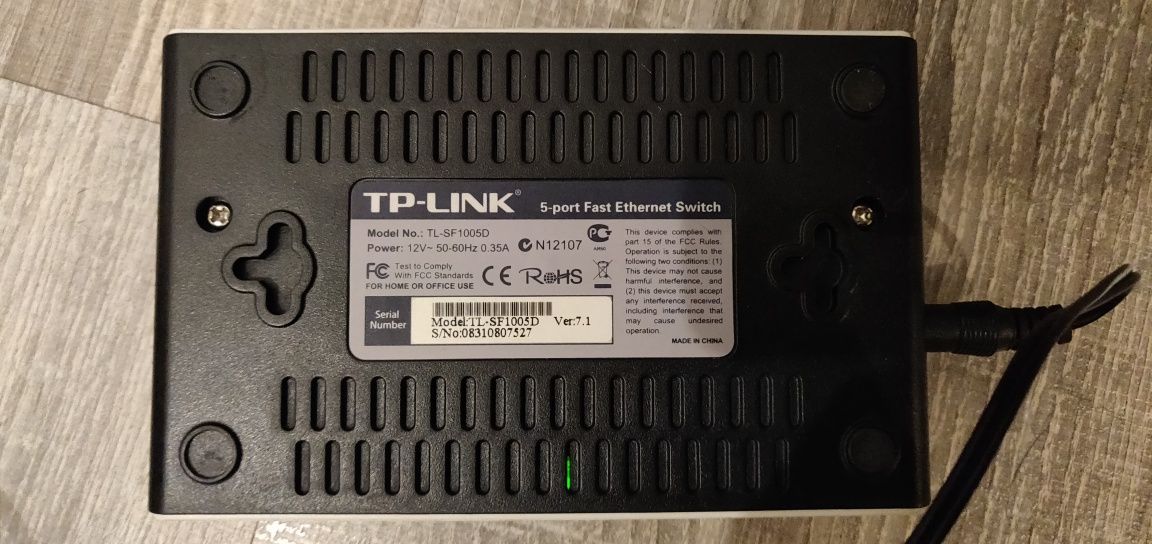 TP-LINK®
5-port Fast Ethernet Switch
Model No.: TL-SF1005D
Power: 12V~ 50-60Hz 0.35A
N12107
FC
Test to Comply
With FCC Standards
FOR HOME OR OFFICE USE
CE
RoHS
This device complies with
part 15 of the FCC Rules.
Operation is subject to the
following two conditions: (1)
This device may not cause
harmful interference, and
(2) this device must accept
any interference received,
including interference that
may cause undesired
operation.
MADE IN CHINA
Serial
Number
Model:TL-SF1005D Ver:7.1
S/No:08310807527